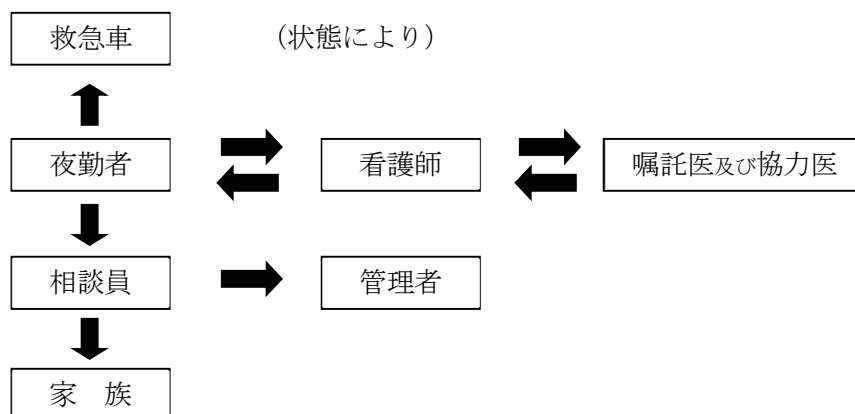 救急車 (状態により)
夜勤者 看護師 嘱託医及び協力医
相談員 管理者
家　族